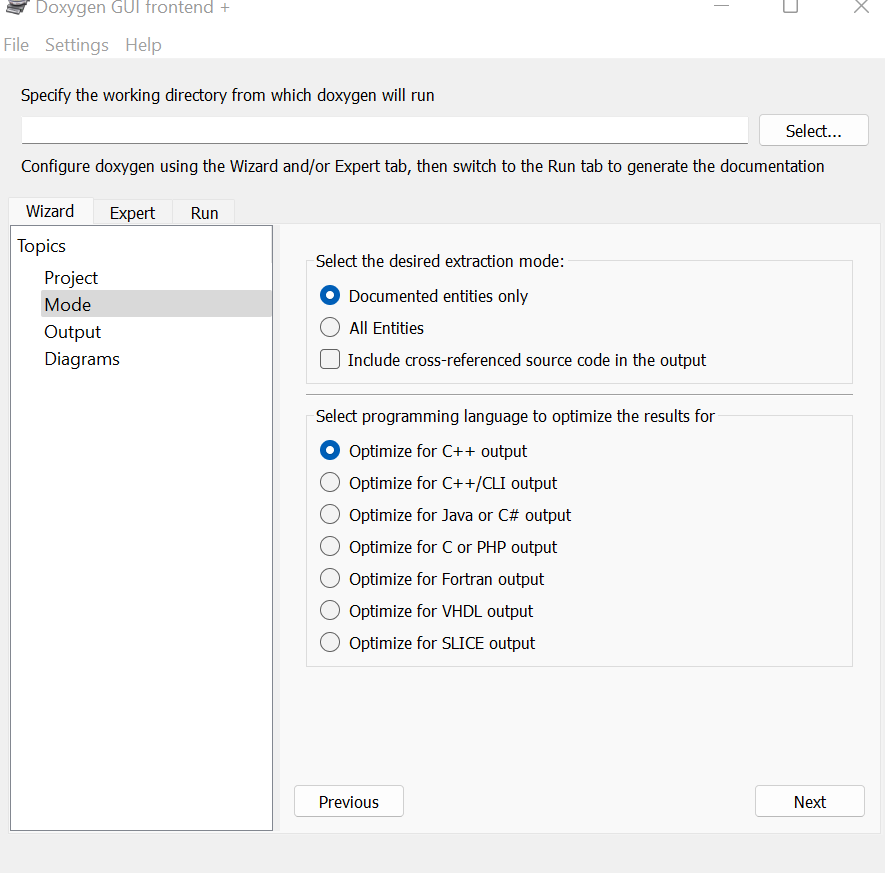 Doxygen GUI frontend +
File Settings Help
Specify the working directory from which doxygen will run
Select...
Configure doxygen using the Wizard and/or Expert tab, then switch to the Run tab to generate the documentation
Wizard Expert Run
Topics
Project
Mode
Output
Diagrams
Select the desired extraction mode:
Documented entities only
All Entities
Include cross-referenced source code in the output
Select programming language to optimize the results for
Optimize for C++ output
Optimize for C++/CLI output
Optimize for Java or C# output
Optimize for C or PHP output
Optimize for Fortran output
Optimize for VHDL output
Optimize for SLICE output
Previous Next